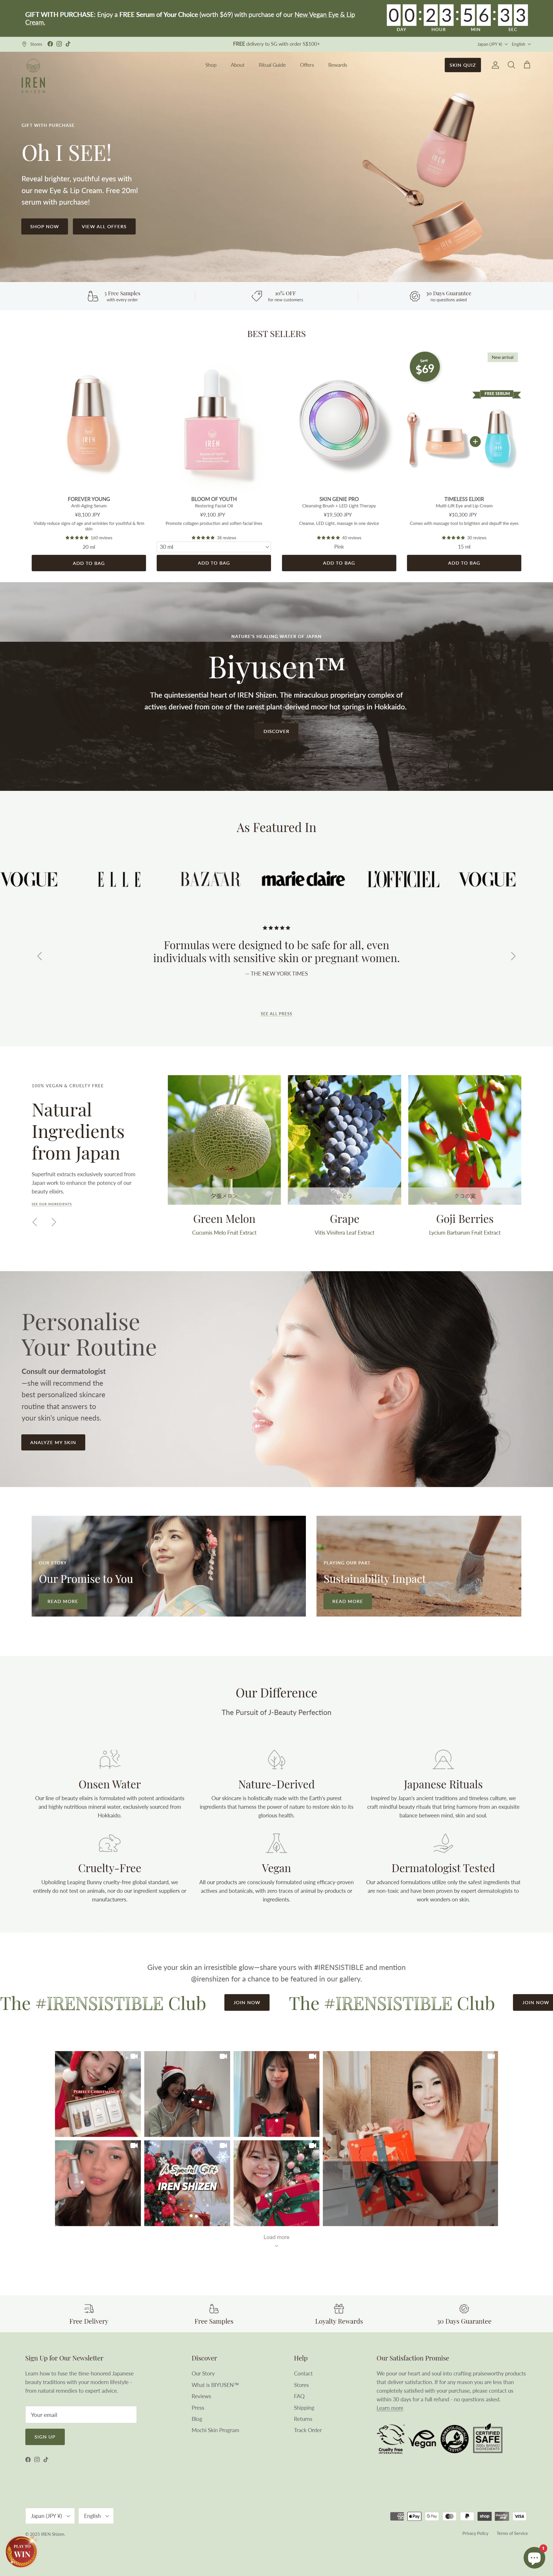 GIFT WITH PURCHASE: Enjoy a FREE Serum of Your Choice (worth $69) with purchase of our New Vegan Eye & Lip
Cream.
00 : 23 : 56 : 33
DAY HOUR MIN SEC
Stores
FREE delivery to SG with order S$100+
Japan (JPY ¥) English
IREN
SHIZEN
Shop About Ritual Guide Offers Rewards
SKIN QUIZ
GIFT WITH PURCHASE
Oh I SEE!
Reveal brighter, youthful eyes with
our new Eye & Lip Cream. Free 20ml
serum with purchase!
SHOP NOW VIEW ALL OFFERS
3 Free Samples
with every order
10% OFF
for new customers
30 Days Guarantee
no questions asked
BEST SELLERS
Save
$69
New arrival
FREE SERUM
IREN
IREN
FOREVER YOUNG
Anti-Aging Serum
¥8,100 JPY
Visibly reduce signs of age and wrinkles for youthful & firm
skin
160 reviews
20 ml
ADD TO BAG
BLOOM OF YOUTH
Restoring Facial Oil
¥9,100 JPY
Promote collagen production and soften facial lines
38 reviews
30 ml
ADD TO BAG
SKIN GENIE PRO
Cleansing Brush + LED Light Therapy
¥19,500 JPY
Cleanse, LED Light, massage in one device
40 reviews
Pink
ADD TO BAG
TIMELESS ELIXIR
Multi-Lift Eye and Lip Cream
¥10,300 JPY
Comes with massage tool to brighten and depuff the eyes
30 reviews
15 ml
ADD TO BAG
NATURE'S HEALING WATER OF JAPAN
Biyusen™
The quintessential heart of IREN Shizen. The miraculous proprietary complex of
actives derived from one of the rarest plant-derived moor hot springs in Hokkaido.
DISCOVER
As Featured In
VOGUE ELLE BAZAAR marie claire L'OFFICIEL VOGUE
Formulas were designed to be safe for all, even
individuals with sensitive skin or pregnant women.
— THE NEW YORK TIMES
SEE ALL PRESS
100% VEGAN & CRUELTY FREE
Natural
Ingredients
from Japan
Superfruit extracts exclusively sourced from
Japan work to enhance the potency of our
beauty elixirs.
SEE OUR INGREDIENTS
夕張メロン
Green Melon
Cucumis Melo Fruit Extract
ぶどう
Grape
Vitis Vinifera Leaf Extract
クコの実
Goji Berries
Lycium Barbarum Fruit Extract
Personalise
Your Routine
Consult our dermatologist
—she will recommend the
best personalized skincare
routine that answers to
your skin's unique needs.
ANALYZE MY SKIN
OUR STORY
Our Promise to You
READ MORE
PLAYING OUR PART
Sustainability Impact
READ MORE
Our Difference
The Pursuit of J-Beauty Perfection
Onsen Water
Our line of beauty elixirs is formulated with potent antioxidants
and highly nutritious mineral water, exclusively sourced from
Hokkaido.
Nature-Derived
Our skincare is holistically made with the Earth's purest
ingredients that harness the power of nature to restore skin to its
glorious health.
Japanese Rituals
Inspired by Japan's ancient traditions and timeless culture, we
craft mindful beauty rituals that bring harmony from an exquisite
balance between mind, skin and soul.
Cruelty-Free
Upholding Leaping Bunny cruelty-free global standard, we
entirely do not test on animals, nor do our ingredient suppliers or
manufacturers.
Vegan
All our products are consciously formulated using efficacy-proven
actives and botanicals, with zero traces of animal by-products or
ingredients.
Dermatologist Tested
Our advanced formulations utilize only the safest ingredients that
are non-toxic and have been proven by expert dermatologists to
work wonders on skin.
Give your skin an irresistible glow—share yours with #IRENSISTIBLE and mention
@irenshizen for a chance to be featured in our gallery.
The #IRENSISTIBLE Club JOIN NOW The #IRENSISTIBLE Club JOIN NOW
A Special Gift
IREN SHIZEN
Load more
Free Delivery
Free Samples
Loyalty Rewards
30 Days Guarantee
Sign Up for Our Newsletter
Learn how to fuse the time-honored Japanese
beauty traditions with your modern lifestyle -
from natural remedies to expert advice.
Your email
SIGN UP
Discover
Our Story
What is BIYUSEN™
Reviews
Press
Blog
Mochi Skin Program
Help
Contact
Stores
FAQ
Shipping
Returns
Track Order
Our Satisfaction Promise
We pour our heart and soul into crafting praiseworthy products
that deliver satisfaction. If for any reason you are less than
completely satisfied with your purchase, please contact us
within 30 days for a full refund - no questions asked.
Learn more
Cruelty Free
INTERNATIONAL
vegan
CERTIFIED
SAFE
INGREDIENTS
Japan (JPY ¥) English
Pay G Pay shop VISA
© 2025 IREN Shizen.
Privacy Policy Terms of Service
PLAY TO
WIN
1